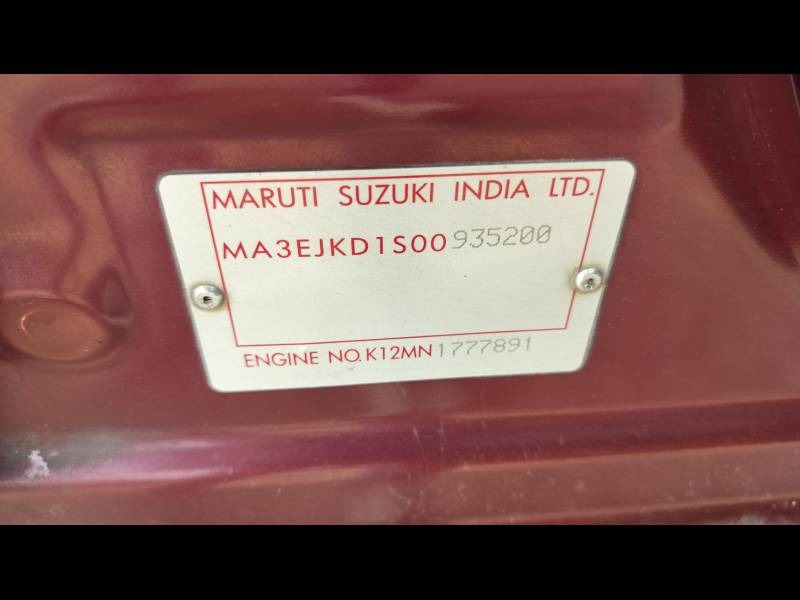 MARUTI SUZUKI INDIA LTD.
MA3EJKD1S00935200
ENGINE NO. K12MN1777891